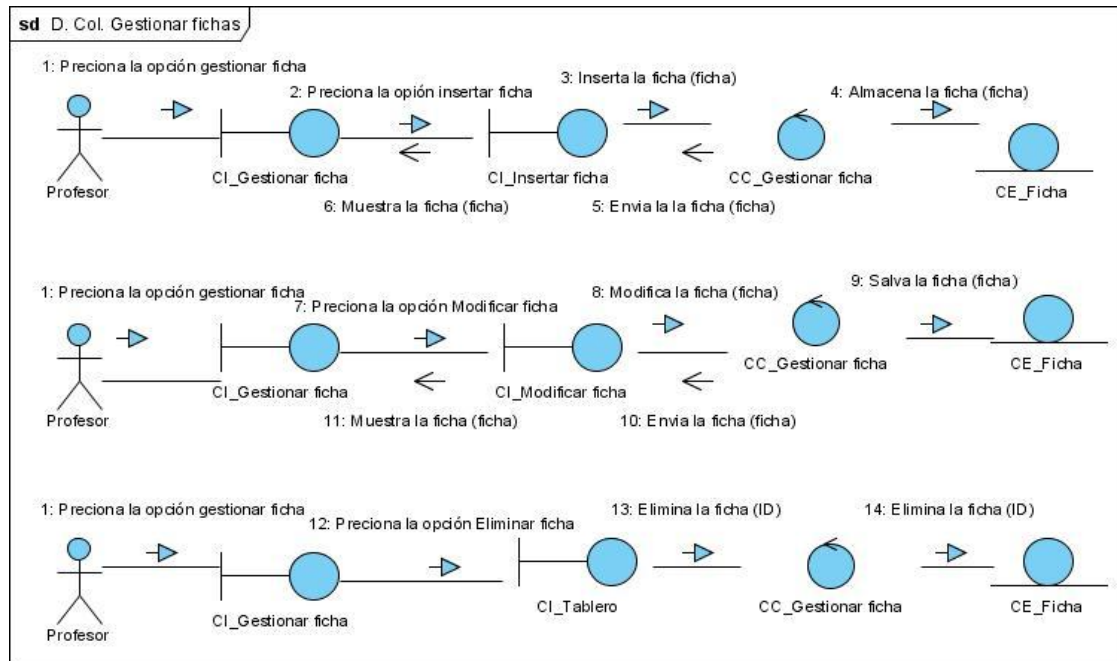 sd D. Col. Gestionar fichas
1: Preciona la opción gestionar ficha
2: Preciona la opión insertar ficha
3: Inserta la ficha (ficha)
4: Almacena la ficha (ficha)
Profesor
CI_Gestionar ficha
CI_Insertar ficha
CC_Gestionar ficha
CE_Ficha
6: Muestra la ficha (ficha)
5: Envia la la ficha (ficha)
1: Preciona la opción gestionar ficha
7: Preciona la opción Modificar ficha
8: Modifica la ficha (ficha)
9: Salva la ficha (ficha)
Profesor
CI_Gestionar ficha
CI_Modificar ficha
CC_Gestionar ficha
CE_Ficha
11: Muestra la ficha (ficha)
10: Envia la ficha (ficha)
1: Preciona la opción gestionar ficha
12: Preciona la opción Eliminar ficha
13: Elimina la ficha (ID)
14: Elimina la ficha (ID)
Profesor
CI_Gestionar ficha
CI_Tablero
CC_Gestionar ficha
CE_Ficha